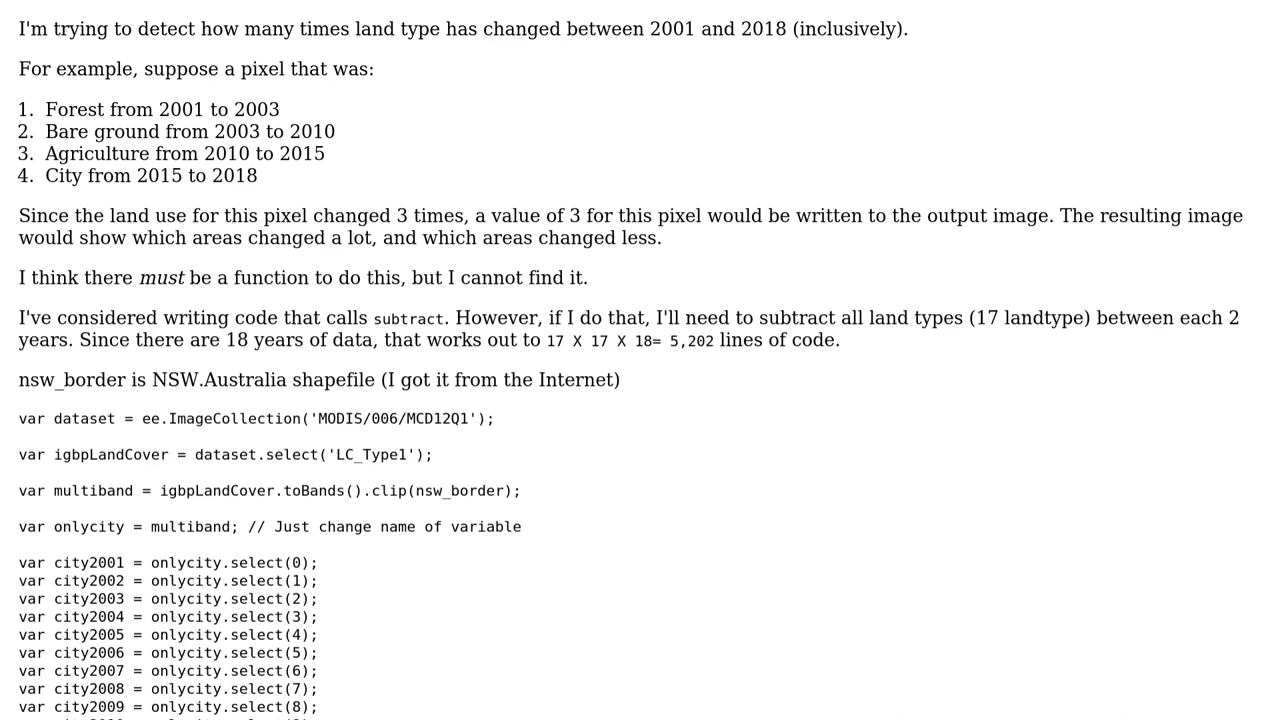 I'm trying to detect how many times land type has changed between 2001 and 2018 (inclusively).
For example, suppose a pixel that was:
1. Forest from 2001 to 2003
2. Bare ground from 2003 to 2010
3. Agriculture from 2010 to 2015
4. City from 2015 to 2018
Since the land use for this pixel changed 3 times, a value of 3 for this pixel would be written to the output image. The resulting image
would show which areas changed a lot, and which areas changed less.
I think there must be a function to do this, but I cannot find it.
I've considered writing code that calls subtract. However, if I do that, I'll need to subtract all land types (17 landtype) between each 2
years. Since there are 18 years of data, that works out to 17 X 17 X 18= 5,202 lines of code.
nsw_border is NSW.Australia shapefile (I got it from the Internet)
var dataset = ee.ImageCollection('MODIS/006/MCD12Q1');
var igbpLandCover = dataset.select('LC_Type1');
var multiband = igbpLandCover.toBands().clip(nsw_border);
var onlycity = multiband; // Just change name of variable
var city2001 = onlycity.select(0);
var city2002 = onlycity.select(1);
var city2003 = onlycity.select(2);
var city2004 = onlycity.select(3);
var city2005 = onlycity.select(4);
var city2006 = onlycity.select(5);
var city2007 = onlycity.select(6);
var city2008 = onlycity.select(7);
var city2009 = onlycity.select(8);